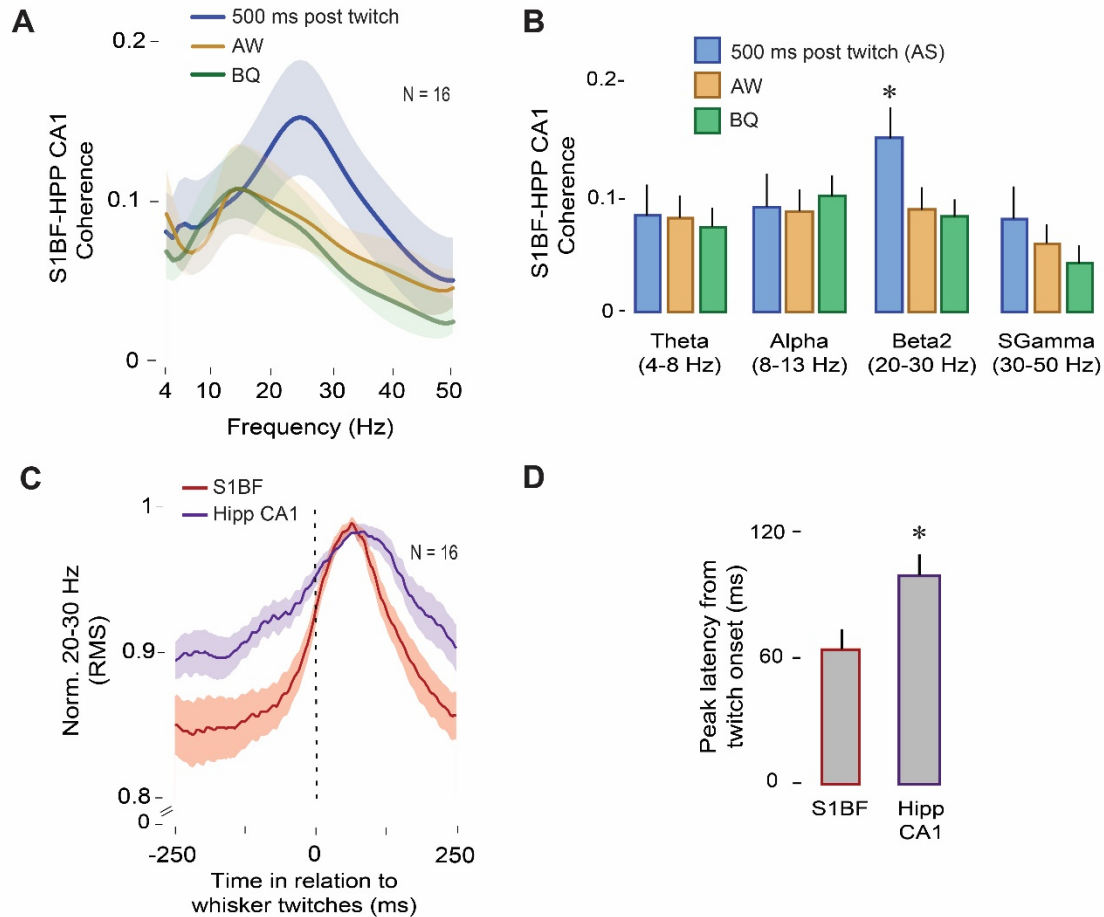 A
500 ms post twitch
AW
BQ
N = 16
0.2
0.1
0
S1BF-HPP CA1
Coherence
4
10
20
30
40
50
Frequency (Hz)
B
500 ms post twitch (AS)
AW
BQ
*
0.2
0.1
0
S1BF-HPP CA1
Coherence
Theta
(4-8 Hz)
Alpha
(8-13 Hz)
Beta2
(20-30 Hz)
SGamma
(30-50 Hz)
C
S1BF
Hipp CA1
N = 16
1
0.9
0.8
0
Norm. 20-30 Hz
(RMS)
-250
0
250
Time in relation to
whisker twitches (ms)
D
120
60
0
*
Peak latency from
twitch onset (ms)
S1BF
Hipp
CA1